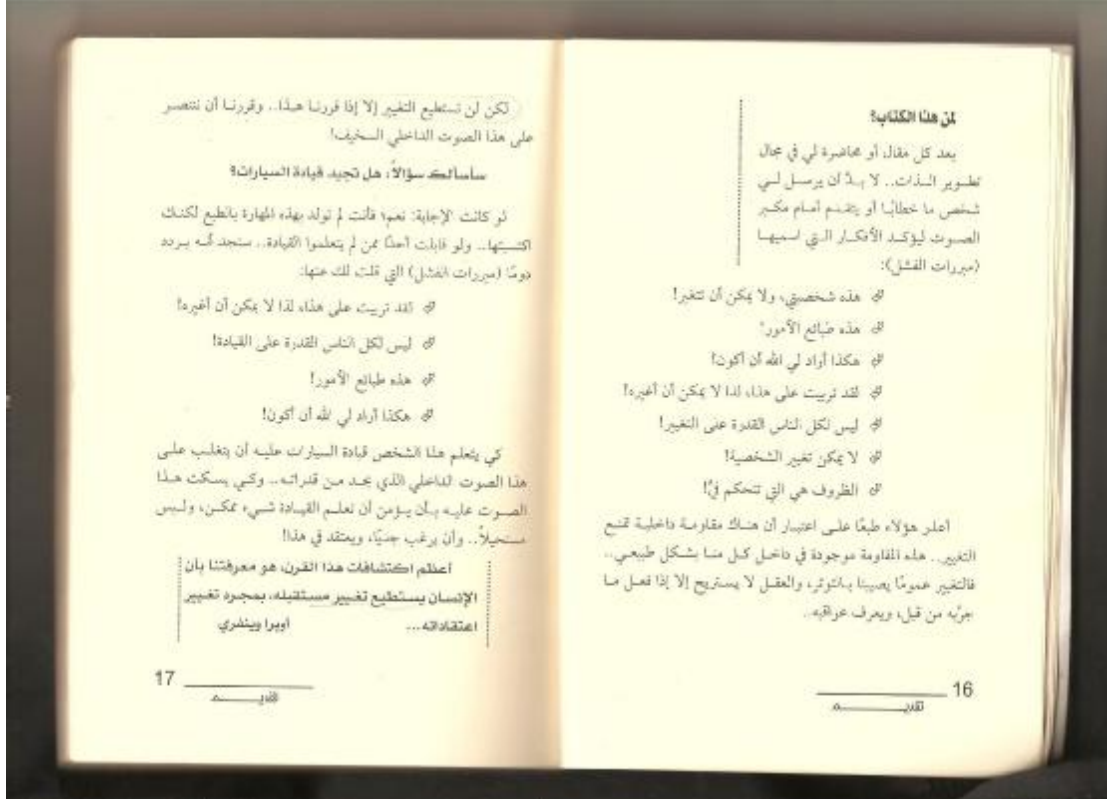 لمن هذا الكتاب؟
بعد كل مقال أو محاضرة لي في مجال
تطوير الذات.. لا بدَّ أن يرسل لي
شخص ما خطابًا أو يتقدم أمام مكبر
الصوت ليؤكد الأفكار التي اسميها
(مبررات الفشل):
هذه شخصيتي، ولا يمكن أن تتغير!
هذه طبائع الأمور!
هكذا أراد لي الله أن أكون!
لقد تربيت على هذا، لذا لا يمكن أن أغيره!
ليس لكل الناس القدرة على التغيير!
لا يمكن تغير الشخصية!
الظروف هي التي تتحكم فيَّ!
أعذر هؤلاء طبعًا على اعتبار أن هناك مقاومة داخلية تمنع
التغيير.. هذه المقاومة موجودة في داخل كل منا بشكل طبيعي..
فالتغيير عمومًا يصيبنا بالتوتر، والعقل لا يستريح إلا إذا فعل ما
جرّبه من قبل، ويعرف عواقبه..
16
تقديـــــــم
لكن لن نستطيع التغيير إلا إذا قررنا هذا.. وقررنا أن ننتصر
على هذا الصوت الداخلي السخيف!
سأسألك سؤالاً: هل تجيد قيادة السيارات؟
لو كانت الإجابة: نعم؛ فأنت لم تولد بهذه المهارة بالطبع لكنك
اكتسبتها.. ولو قابلت أحدًا ممن لم يتعلموا القيادة.. ستجد أنه يردد
دومًا (مبررات الفشل) التي قلت لك عنها:
لقد تربيت على هذا، لذا لا يمكن أن أغيره!
ليس لكل الناس القدرة على القيادة!
هذه طبائع الأمور!
هكذا أراد لي الله أن أكون!
كي يتعلم هذا الشخص قيادة السيارات عليه أن يتغلب على
هذا الصوت الداخلي الذي يحد من قدراته.. وكي يسكت هذا
الصوت عليه بأن يؤمن أن تعلم القيادة شيء ممكن، وليس
مستحيلاً.. وأن يرغب جديًا، ويعتقد في هذا!
أعظم اكتشافات هذا القرن، هو معرفتنا بأن
الإنسان يستطيع تغيير مستقبله، بمجرد تغيير
اعتقاداته... أوبرا وينفري
17
تقديـــــــم